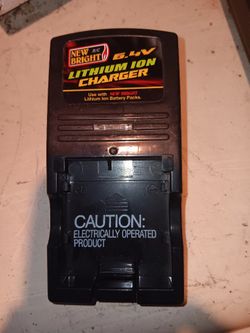 NEW
BRIGHT
R/C
6.4V
LITHIUM ION
CHARGER
Use with NEW BRIGHT
Lithium Ion Battery Packs.
CAUTION:
ELECTRICALLY OPERATED
PRODUCT